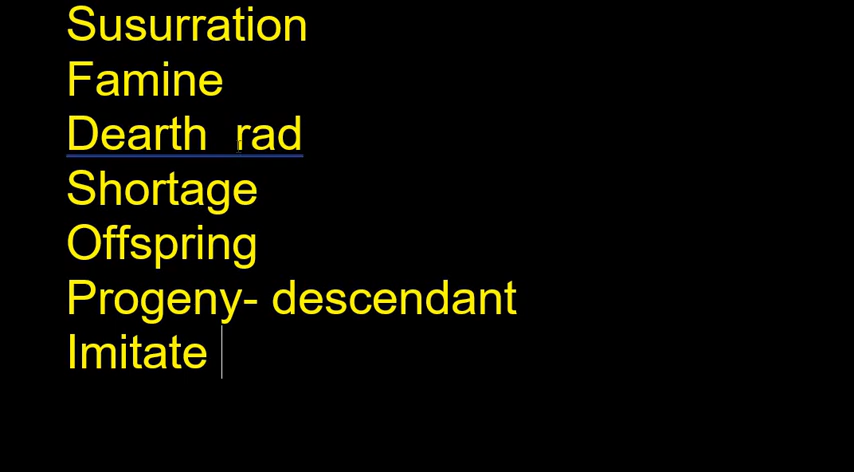 Susurration
Famine
Dearth  rad
Shortage
Offspring
Progeny- descendant
Imitate